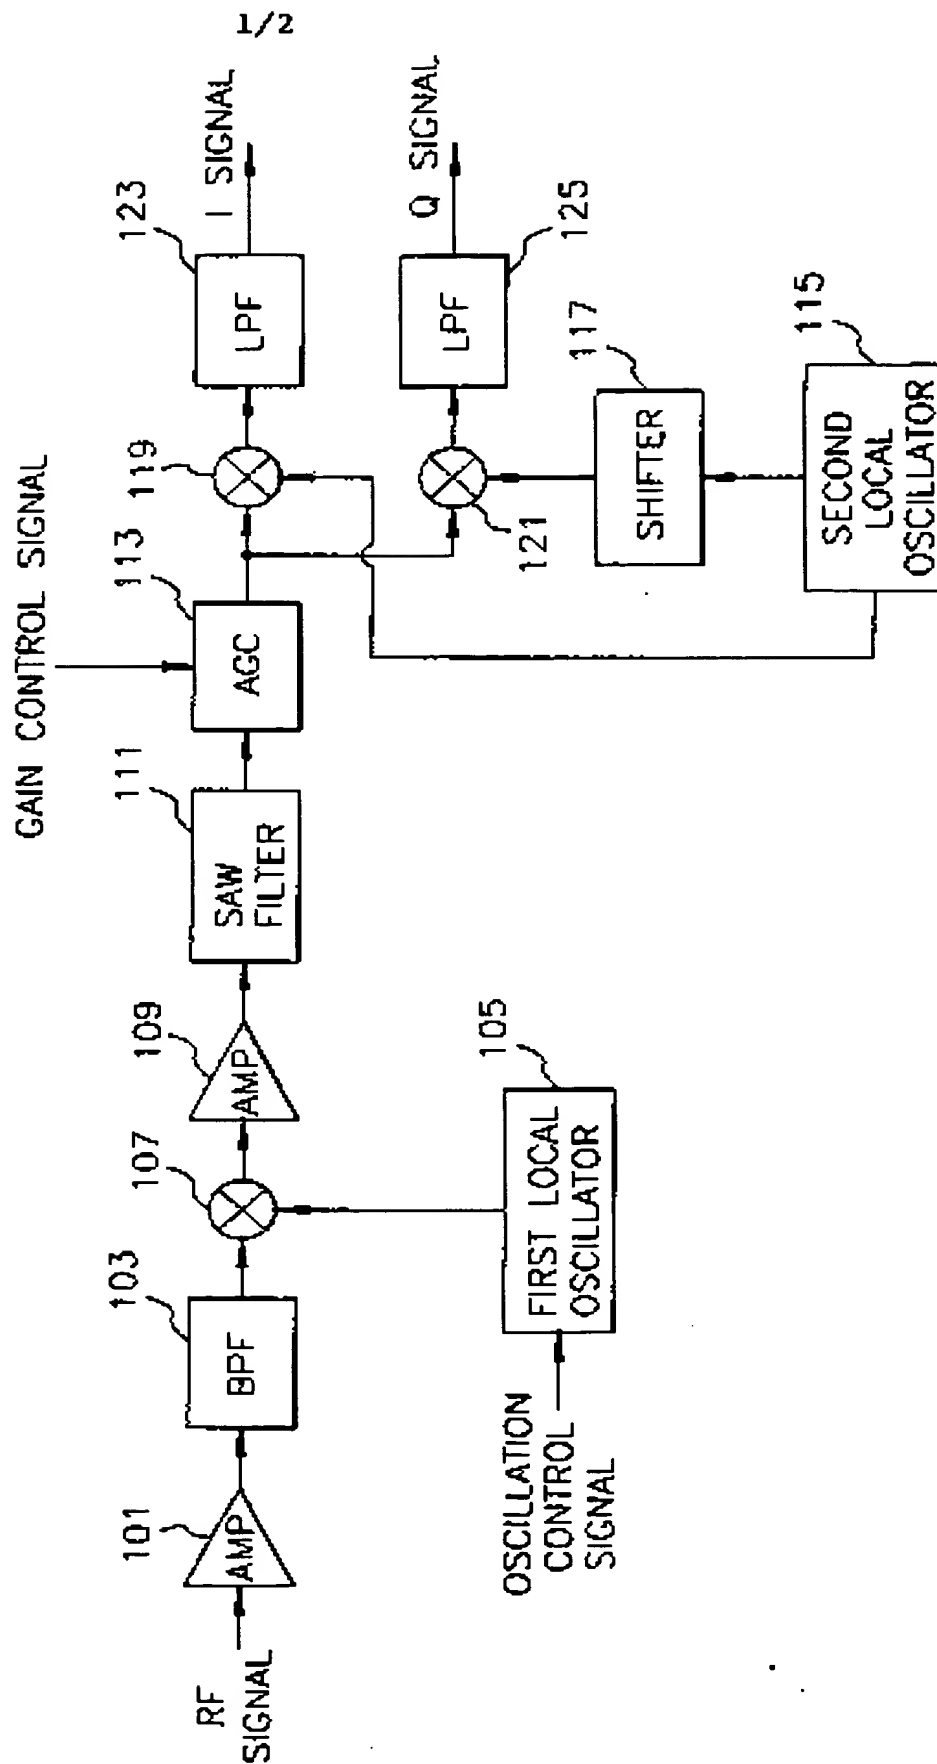 1/2
RF
SIGNAL
101
AMP
103
BPF
107
109
AMP
111
SAW
FILTER
GAIN CONTROL SIGNAL
113
AGC
119
123
LPF
I SIGNAL
121
125
LPF
Q SIGNAL
117
SHIFTER
115
SECOND
LOCAL
OSCILLATOR
105
FIRST LOCAL
OSCILLATOR
OSCILLATION
CONTROL
SIGNAL